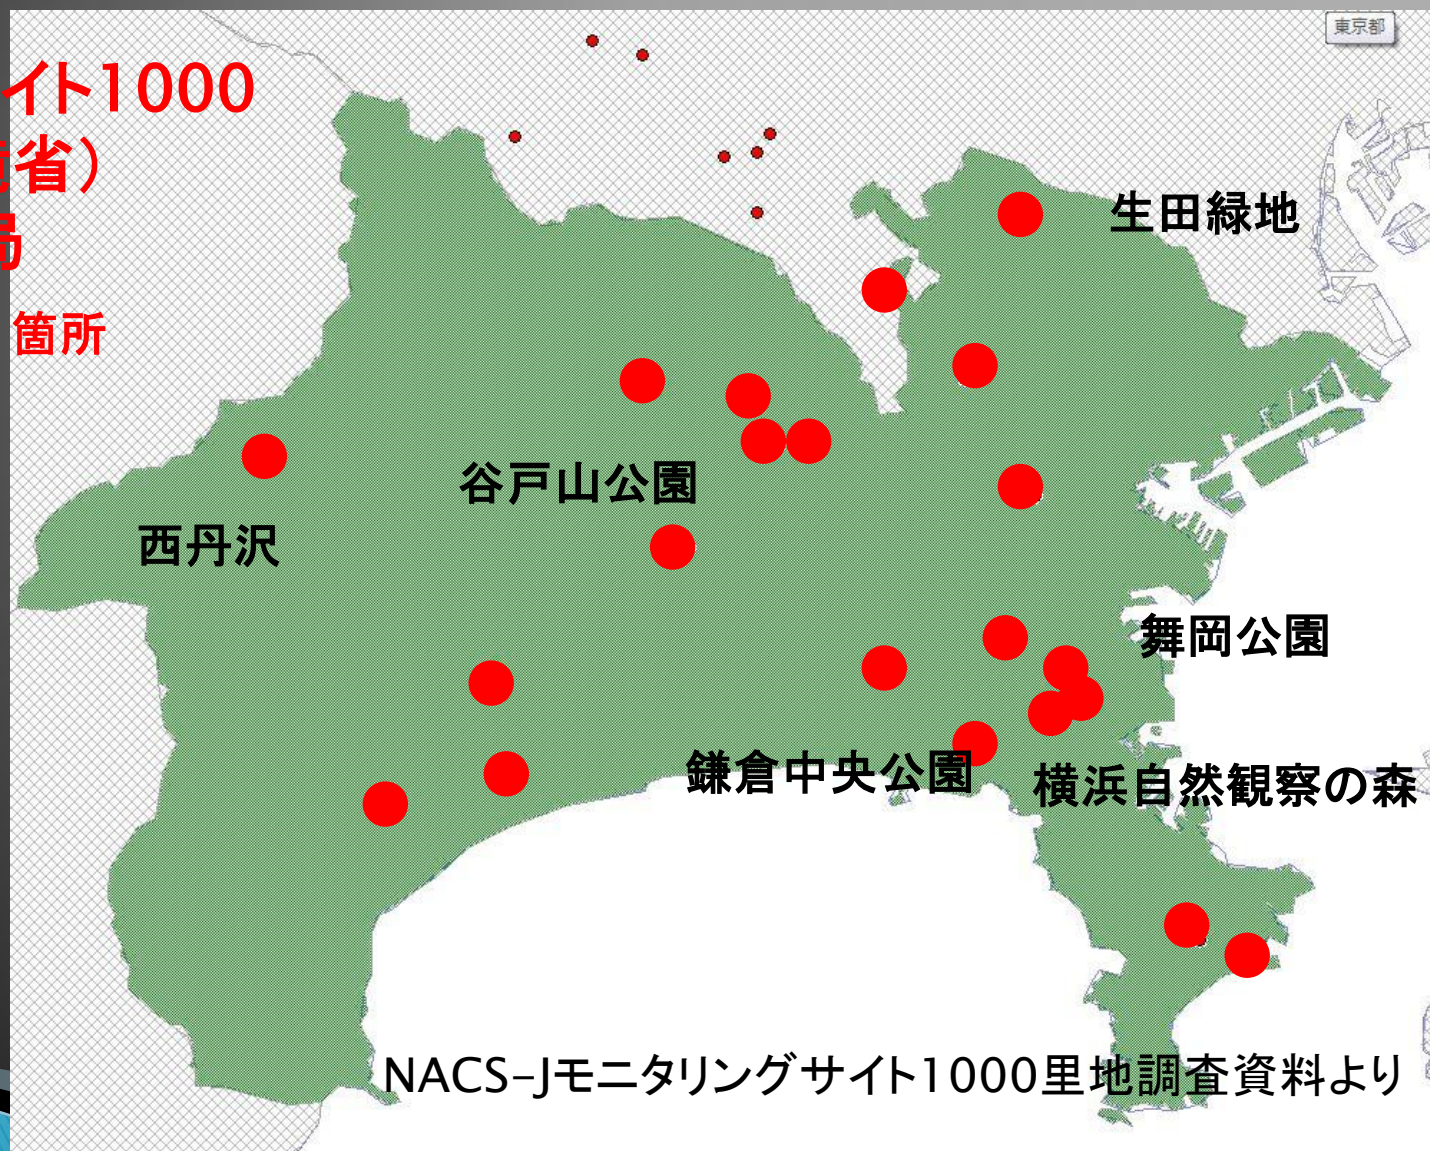 東京都
イト1000
省）
局
箇所
生田緑地
谷戸山公園
西丹沢
舞岡公園
鎌倉中央公園
横浜自然観察の森
NACS-Jモニタリングサイト1000里地調査資料より